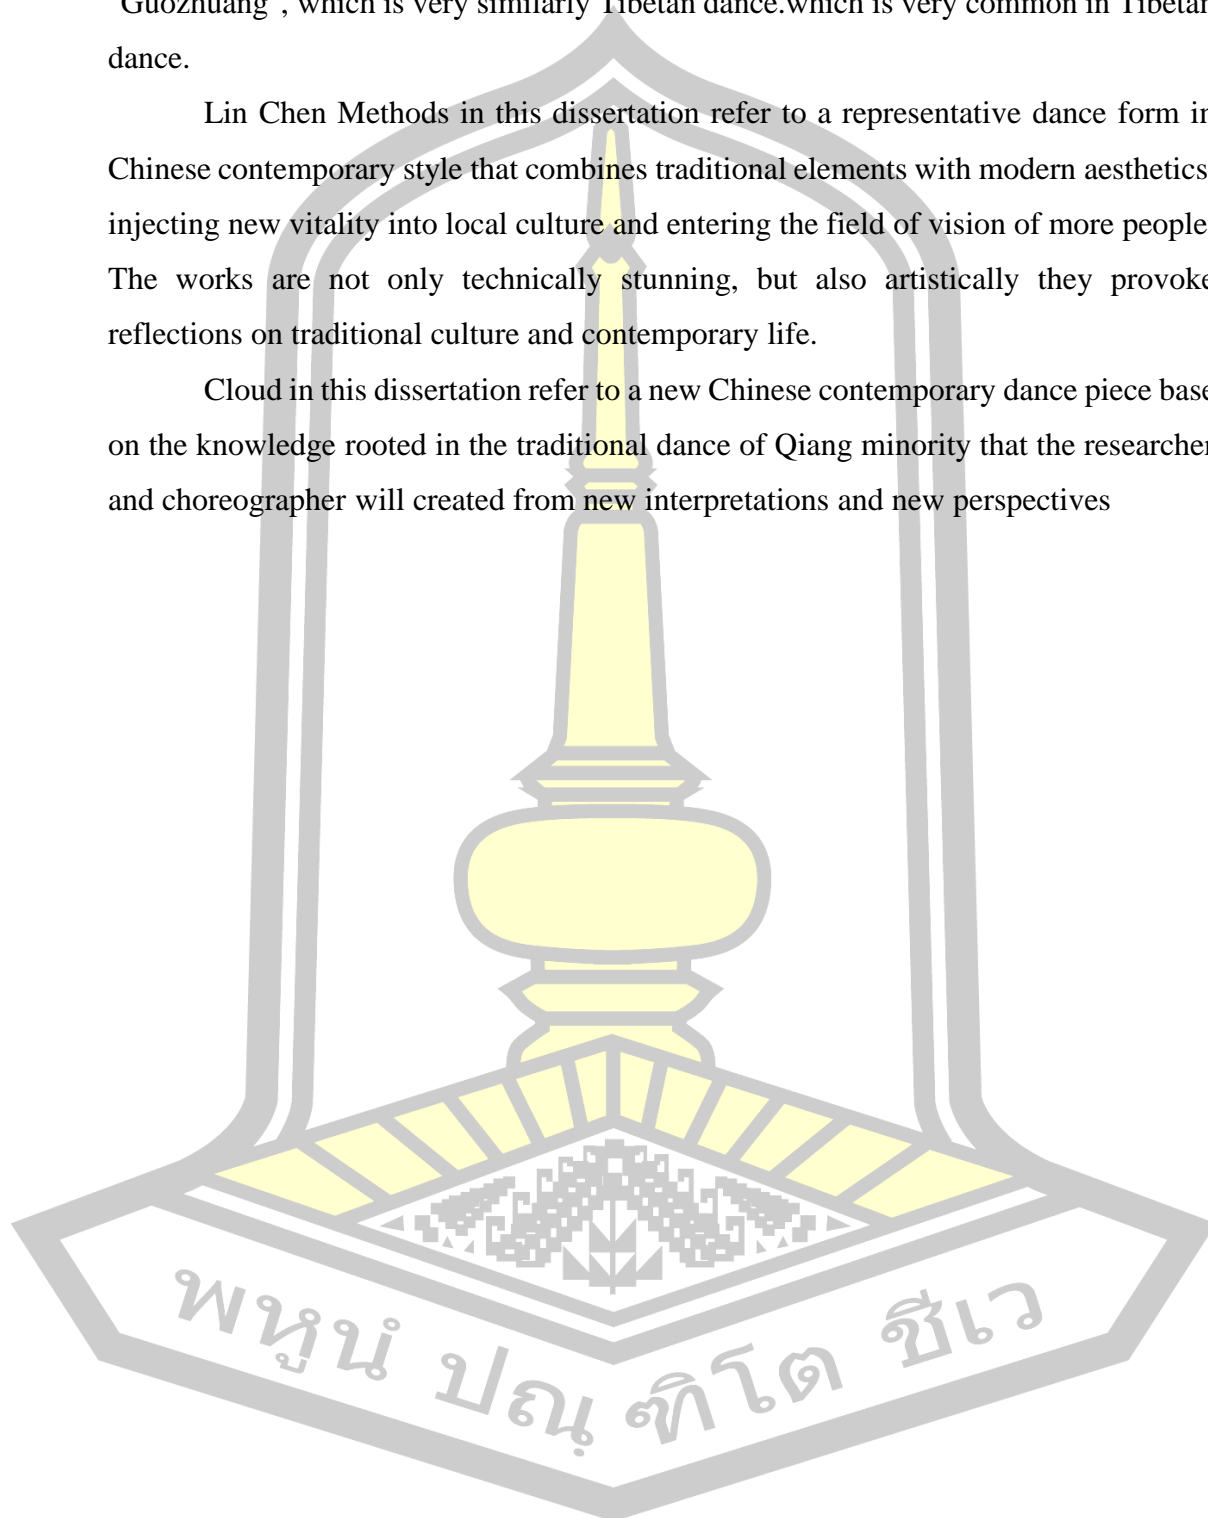 "Guozhuang", which is very similarly Tibetan dance.which is very common in Tibetan
dance.
Lin Chen Methods in this dissertation refer to a representative dance form in
Chinese contemporary style that combines traditional elements with modern aesthetics
injecting new vitality into local culture and entering the field of vision of more people
The works are not only technically stunning, but also artistically they provoke
reflections on traditional culture and contemporary life.
Cloud in this dissertation refer to a new Chinese contemporary dance piece base
on the knowledge rooted in the traditional dance of Qiang minority that the researcher
and choreographer will created from new interpretations and new perspectives
พหูนํ ปณฺฑิโต ชีเว